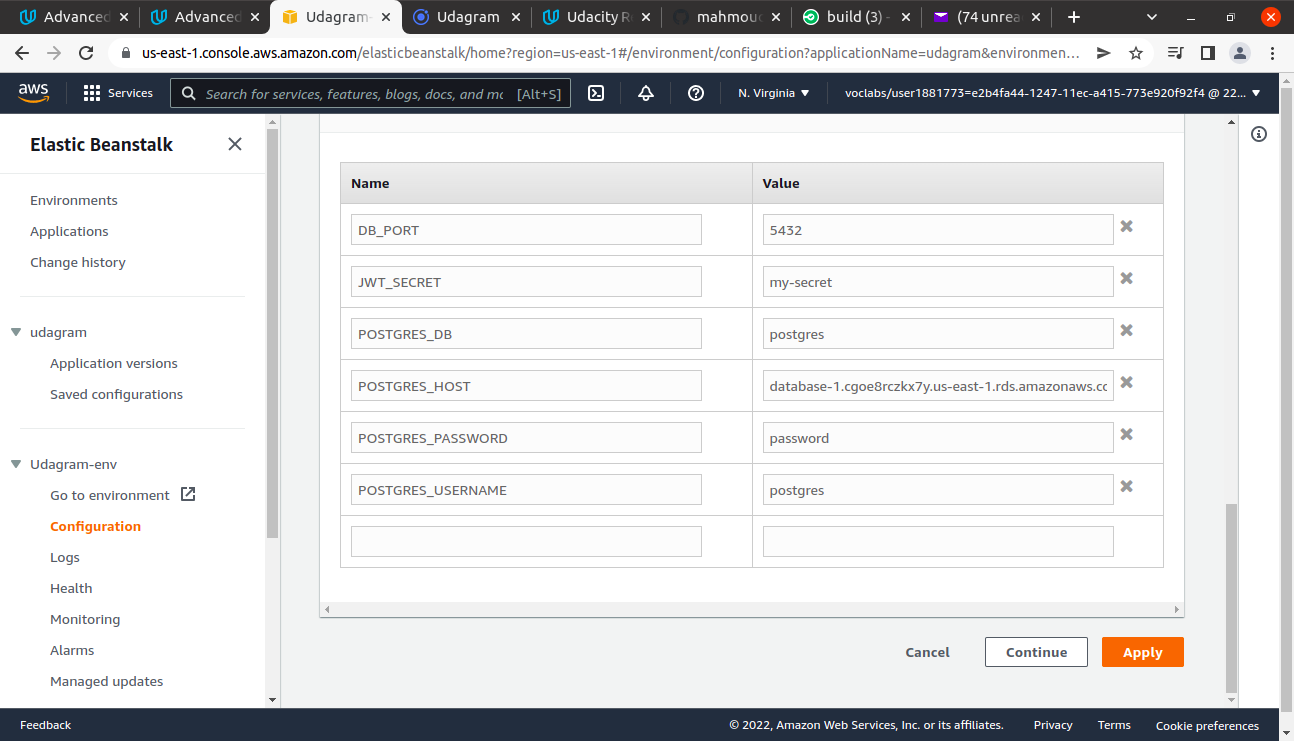 Advanced
Advanced
Udagram-
Udagram
Udacity R
mahmoud
build (3) -
(74 unrea
us-east-1.console.aws.amazon.com/elasticbeanstalk/home?region=us-east-1#/environment/configuration?applicationName=udagram&environmen...
aws
Services
Search for services, features, blogs, docs, and mo
[Alt+S]
N. Virginia
voclabs/user1881773=e2b4fa44-1247-11ec-a415-773e920f92f4 @ 22...
Elastic Beanstalk
Environments
Applications
Change history
udagram
Application versions
Saved configurations
Udagram-env
Go to environment
Configuration
Logs
Health
Monitoring
Alarms
Managed updates
Name Value
DB_PORT 5432
JWT_SECRET my-secret
POSTGRES_DB postgres
POSTGRES_HOST database-1.cgoe8rczkx7y.us-east-1.rds.amazonaws.cc
POSTGRES_PASSWORD password
POSTGRES_USERNAME postgres
Cancel Continue Apply
Feedback
© 2022, Amazon Web Services, Inc. or its affiliates. Privacy Terms Cookie preferences